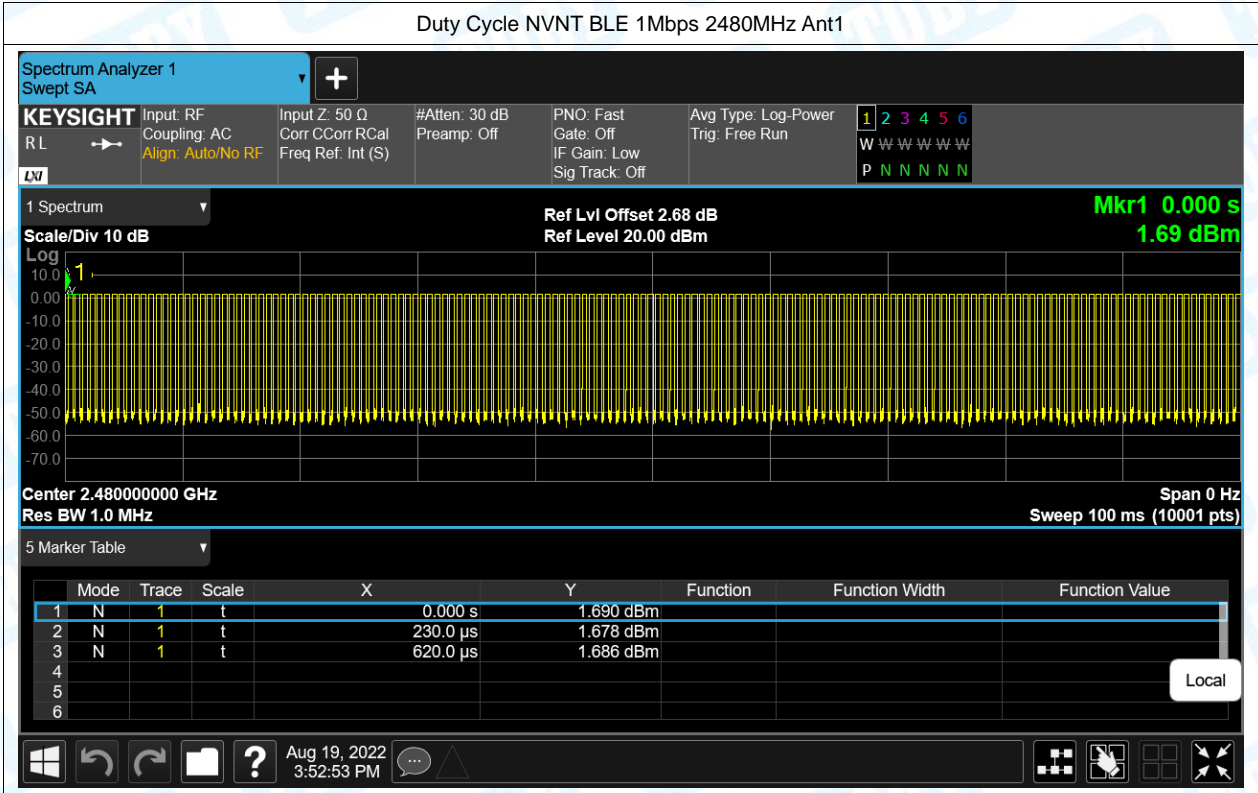 Duty Cycle NVNT BLE 1Mbps 2480MHz Ant1
Spectrum Analyzer 1
Swept SA
KEYSIGHT
RL
LXI
Input: RF
Coupling: AC
Align: Auto/No RF
Input Z: 50 Ω
Corr CCorr RCal
Freq Ref: Int (S)
#Atten: 30 dB
Preamp: Off
PNO: Fast
Gate: Off
IF Gain: Low
Sig Track: Off
Avg Type: Log-Power
Trig: Free Run
1 2 3 4 5 6
W W W W W W
P N N N N N
1 Spectrum
Scale/Div 10 dB
Ref Lvl Offset 2.68 dB
Ref Level 20.00 dBm
Mkr1 0.000 s
1.69 dBm
Log
1
10.0
0.00
-10.0
-20.0
-30.0
-40.0
-50.0
-60.0
-70.0
Center 2.480000000 GHz
Res BW 1.0 MHz
Span 0 Hz
Sweep 100 ms (10001 pts)
5 Marker Table
Mode Trace Scale X Y Function Function Width Function Value
1 N 1 t 0.000 s 1.690 dBm
2 N 1 t 230.0 µs 1.678 dBm
3 N 1 t 620.0 µs 1.686 dBm
4
5
6
Local
?
Aug 19, 2022
3:52:53 PM